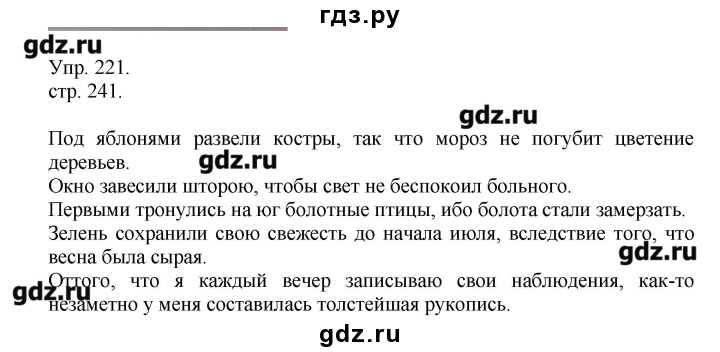 гдз.ру
gdz.ru
Упр. 221.
стр. 241.
gdz.ru
Под яблонями развели костры, так что мороз не погубит цветение
деревьев.
gdz.ru
Окно завесили шторою, чтобы свет не беспокоил больного.
Первыми тронулись на юг болотные птицы, ибо болота стали замерзать.
Зелень сохранили свою свежесть до начала июля, вследствие того, что
gdz.ru
весна была сырая.
Оттого, что я каждый вечер записываю свои наблюдения, как-то
gdz.ru
незаметно у меня составилась толстейшая рукопись.
gdz.ru